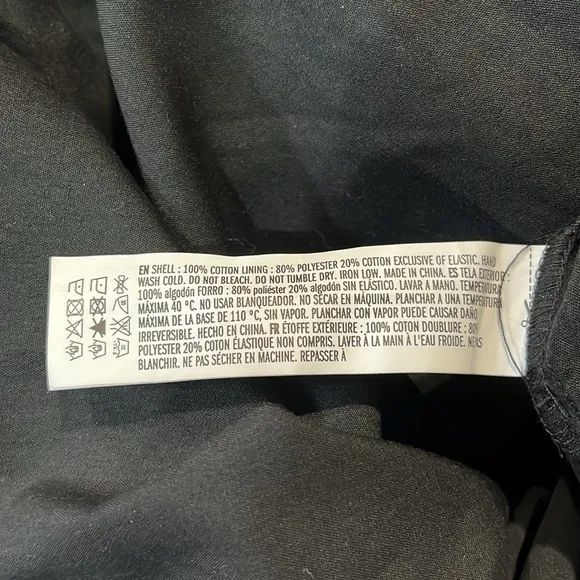 EN SHELL : 100% COTTON LINING : 80% POLYESTER 20% COTTON EXCLUSIVE OF ELASTIC. HAND
WASH COLD. DO NOT BLEACH. DO NOT TUMBLE DRY. IRON LOW. MADE IN CHINA. ES TELA EXTERIOR :
100% algodón FORRO : 80% poliéster 20% algodón SIN ELÁSTICO. LAVAR A MANO. TEMPERATURA
MÁXIMA 40 °C. NO USAR BLANQUEADOR. NO SECAR EN MÁQUINA. PLANCHAR A UNA TEMPERATURA
MÁXIMA DE LA BASE DE 110 °C, SIN VAPOR. PLANCHAR CON VAPOR PUEDE CAUSAR DAÑO
IRREVERSIBLE. HECHO EN CHINA. FR ÉTOFFE EXTÉRIEURE : 100% COTTON DOUBLURE : 80%
POLYESTER 20% COTON ÉLASTIQUE NON COMPRIS. LAVER À LA MAIN À L'EAU FROIDE. NE PAS
BLANCHIR. NE PAS SÉCHER EN MACHINE. REPASSER À